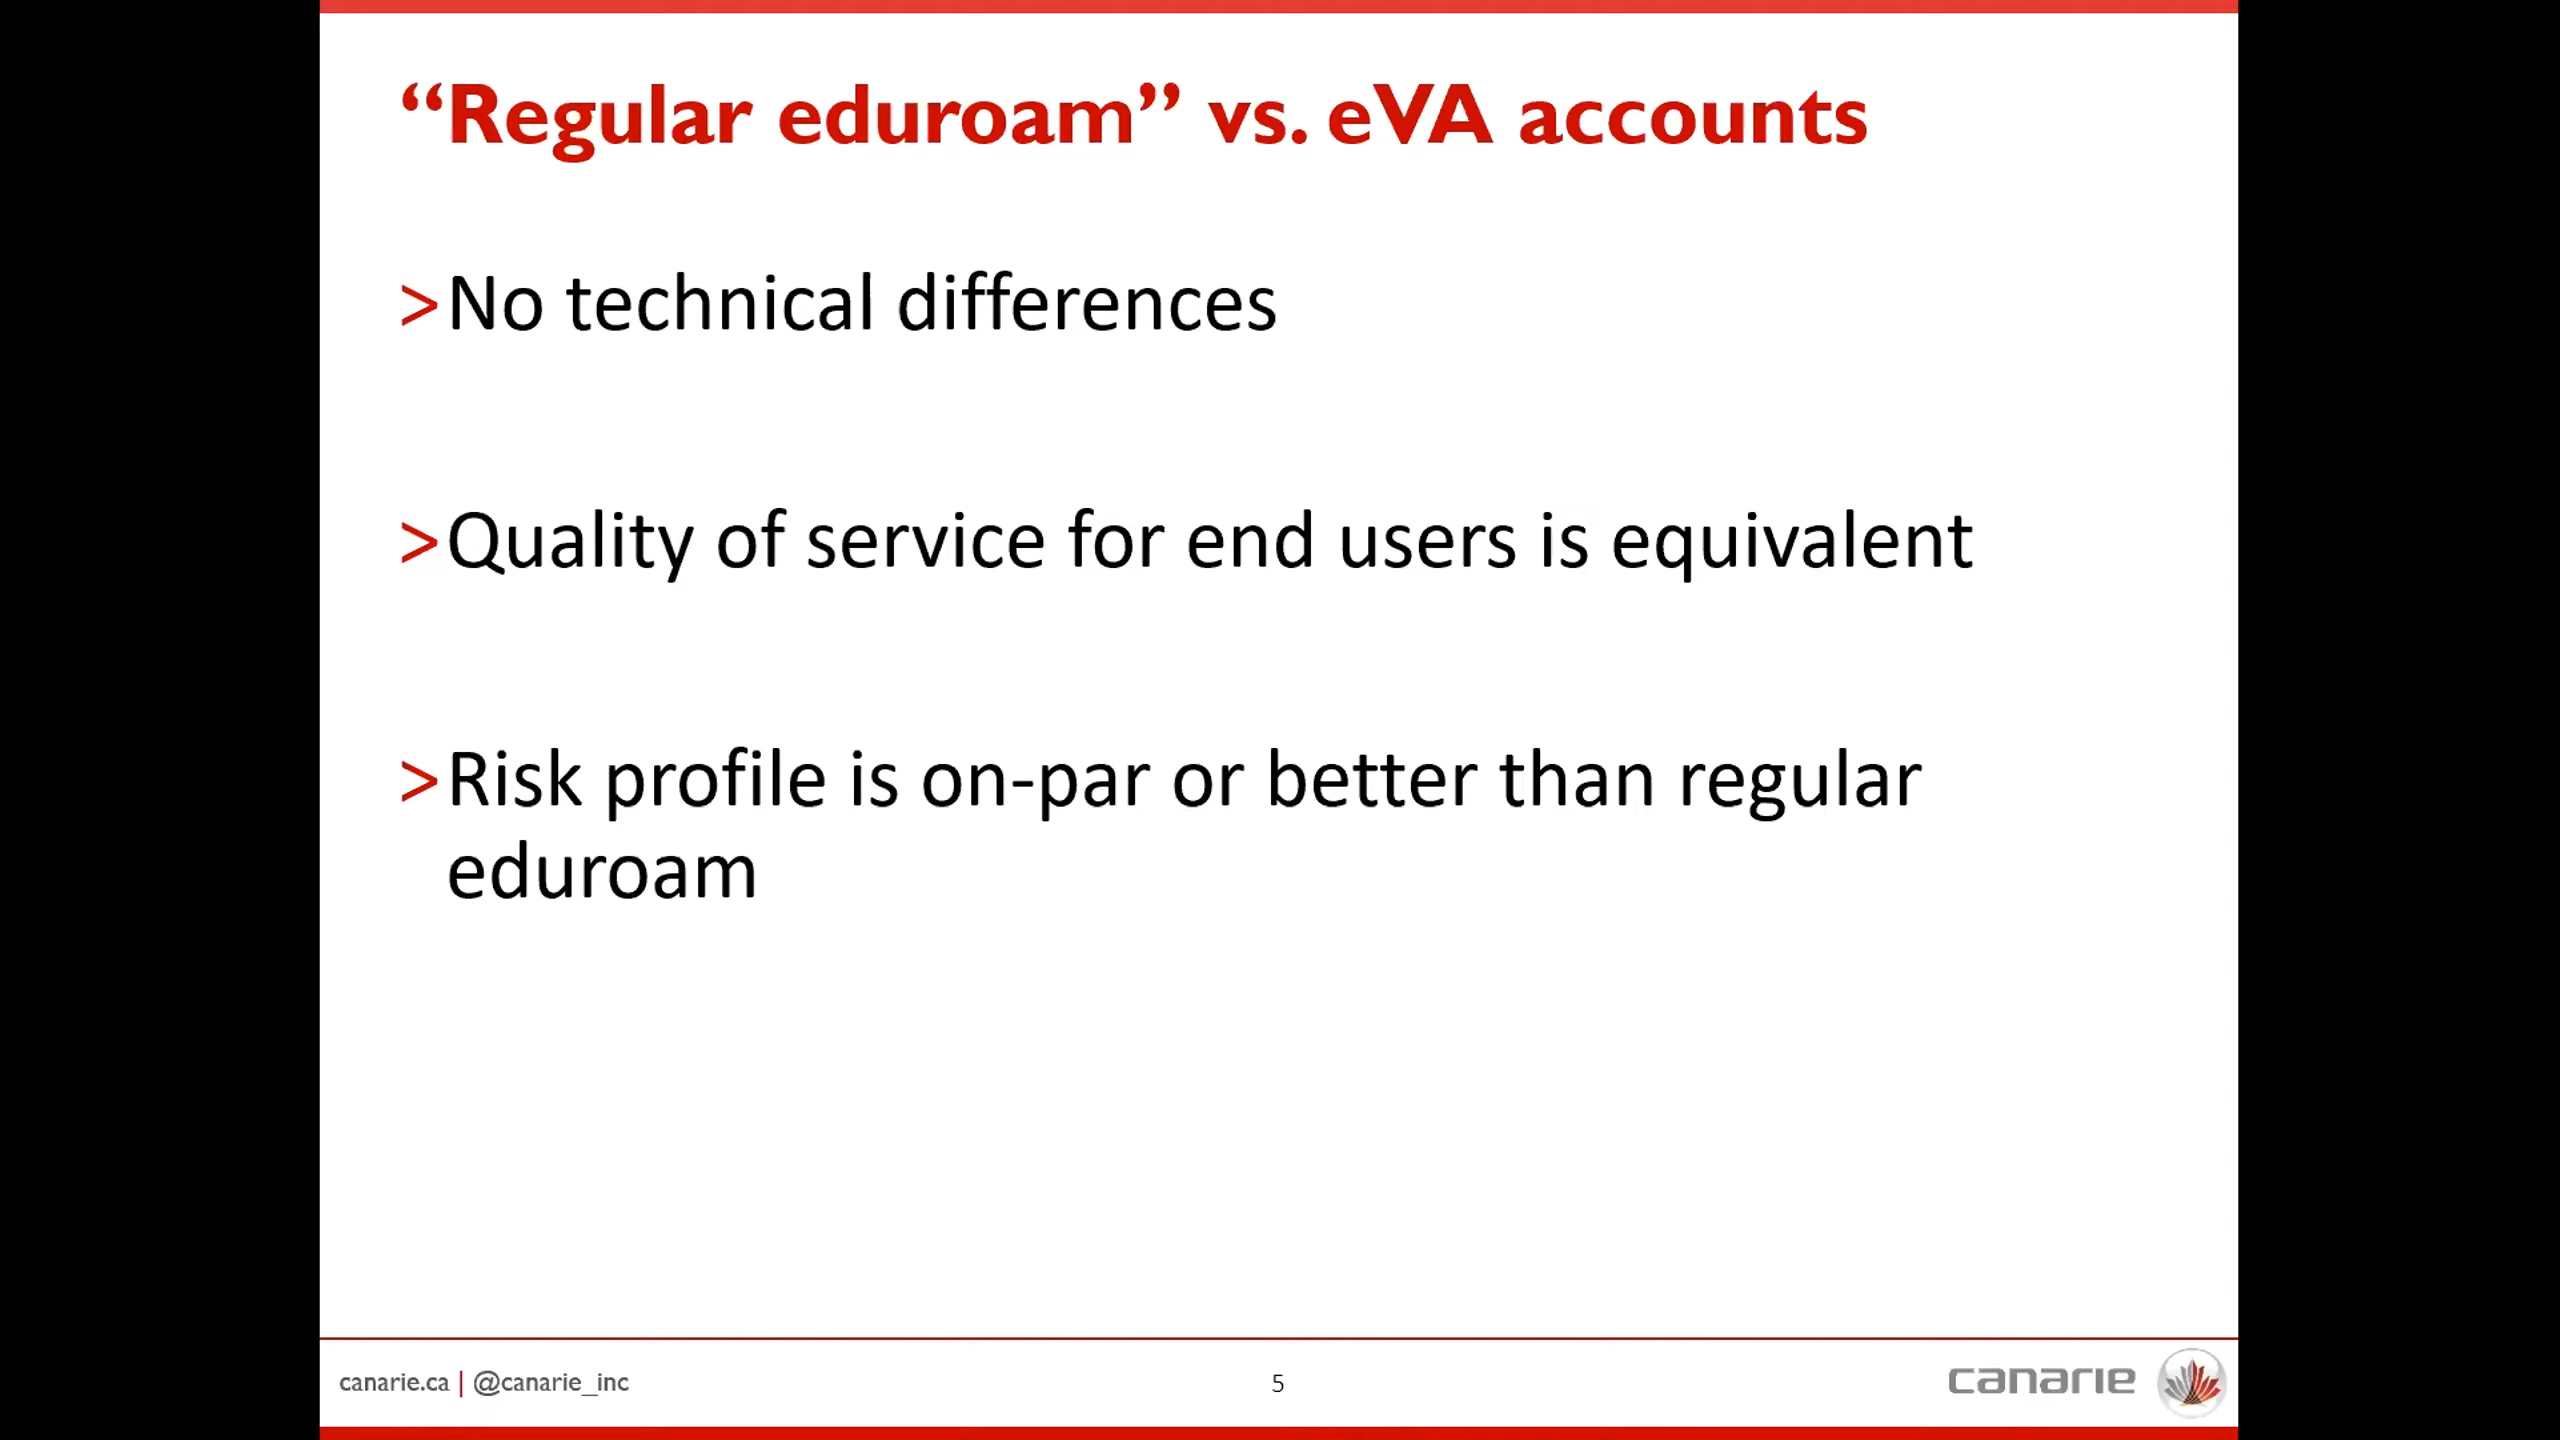 “Regular eduroam” vs. eVA accounts
>No technical differences
>Quality of service for end users is equivalent
>Risk profile is on-par or better than regular
eduroam
canarie.ca | @canarie_inc
5
canarie